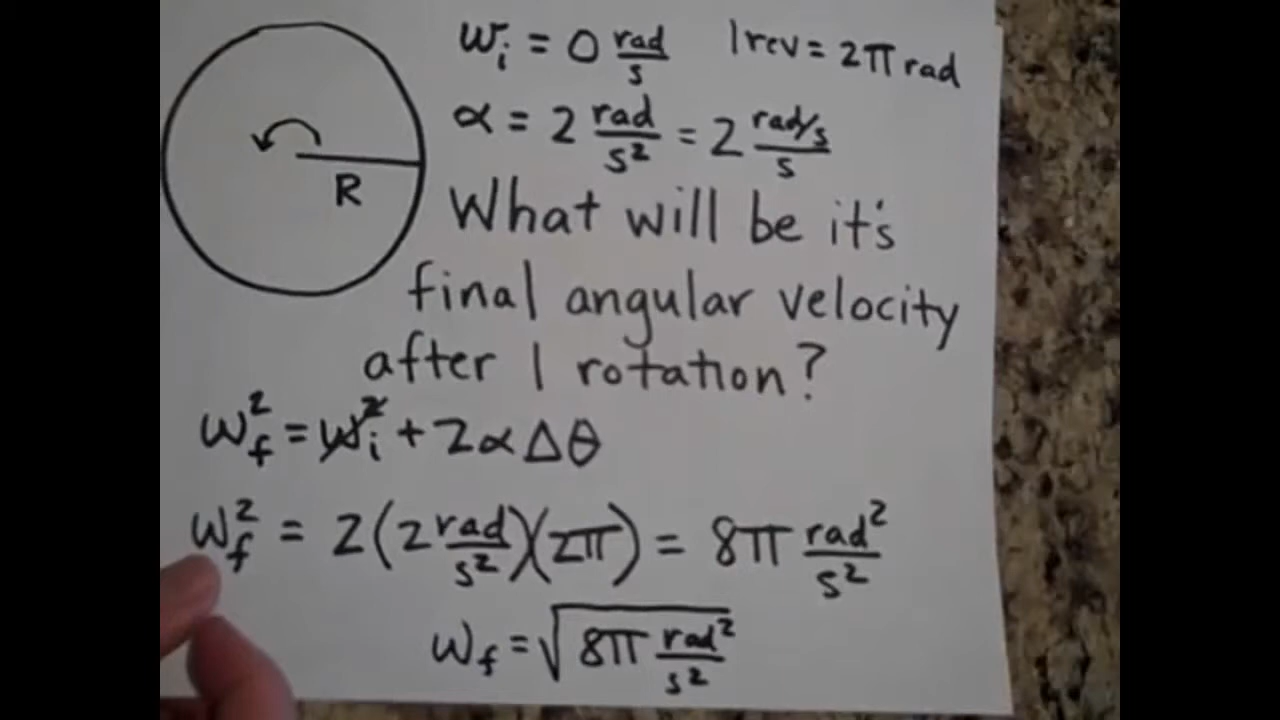 ωi = 0 rad/s    1 rev = 2π rad
α = 2 rad/s² = 2 rad/s/s
R
What will be it's
final angular velocity
after 1 rotation?
ωf² = ωi² + 2αΔθ
ωf² = 2(2 rad/s²)(2π) = 8π rad²/s²
ωf = √(8π rad²/s²)